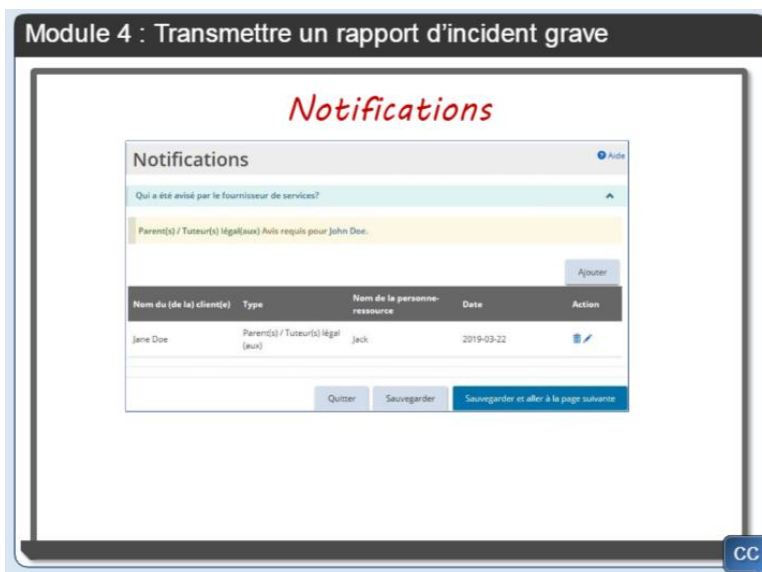 Module 4 : Transmettre un rapport d'incident grave
Notifications
Notifications
Aide
Qui a été avisé par le fournisseur de services?
Parent(s) / Tuteur(s) légal(aux) Avis requis pour John Doe.
Ajouter
Nom du (de la) client(e) Type Nom de la personne-ressource Date Action
Jane Doe Parent(s) / Tuteur(s) légal (aux) Jack 2019-03-22
Quitter Sauvegarder Sauvegarder et aller à la page suivante
CC